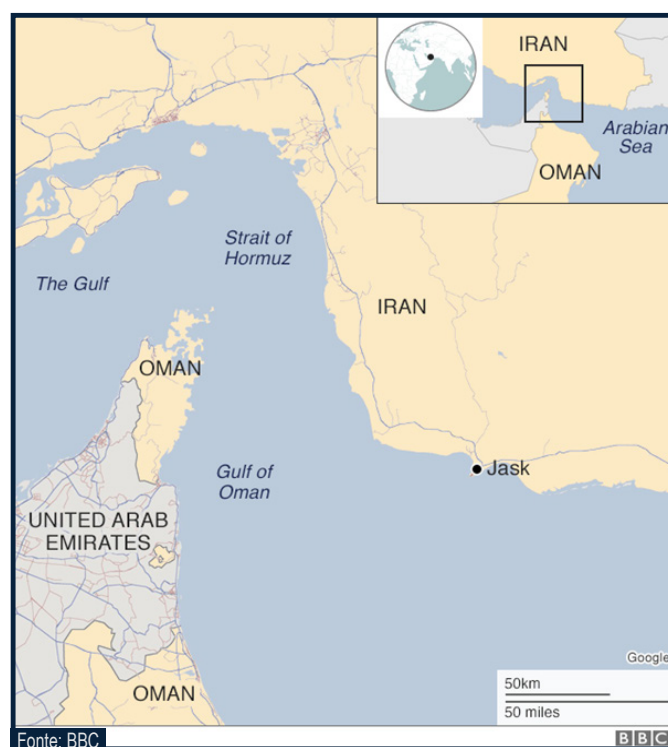 IRAN
Arabian
Sea
OMAN
Strait of
Hormuz
The Gulf
IRAN
OMAN
Jask
Gulf of
Oman
UNITED ARAB
EMIRATES
OMAN
Google
50km
50 miles
Fonte: BBC
BBC